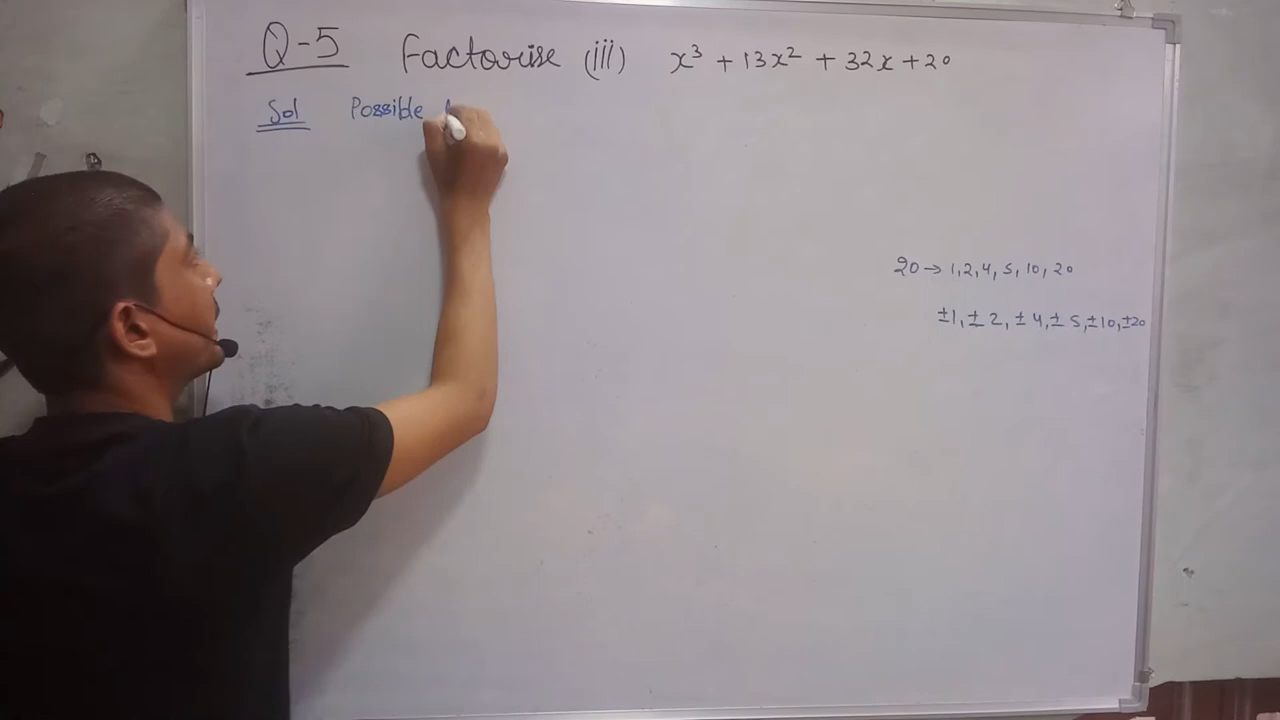 Q-5 Factorise (iii) x³ + 13x² + 32x + 20
Sol Possible
20 → 1, 2, 4, 5, 10, 20
±1, ± 2, ± 4, ± 5, ±10, ±20